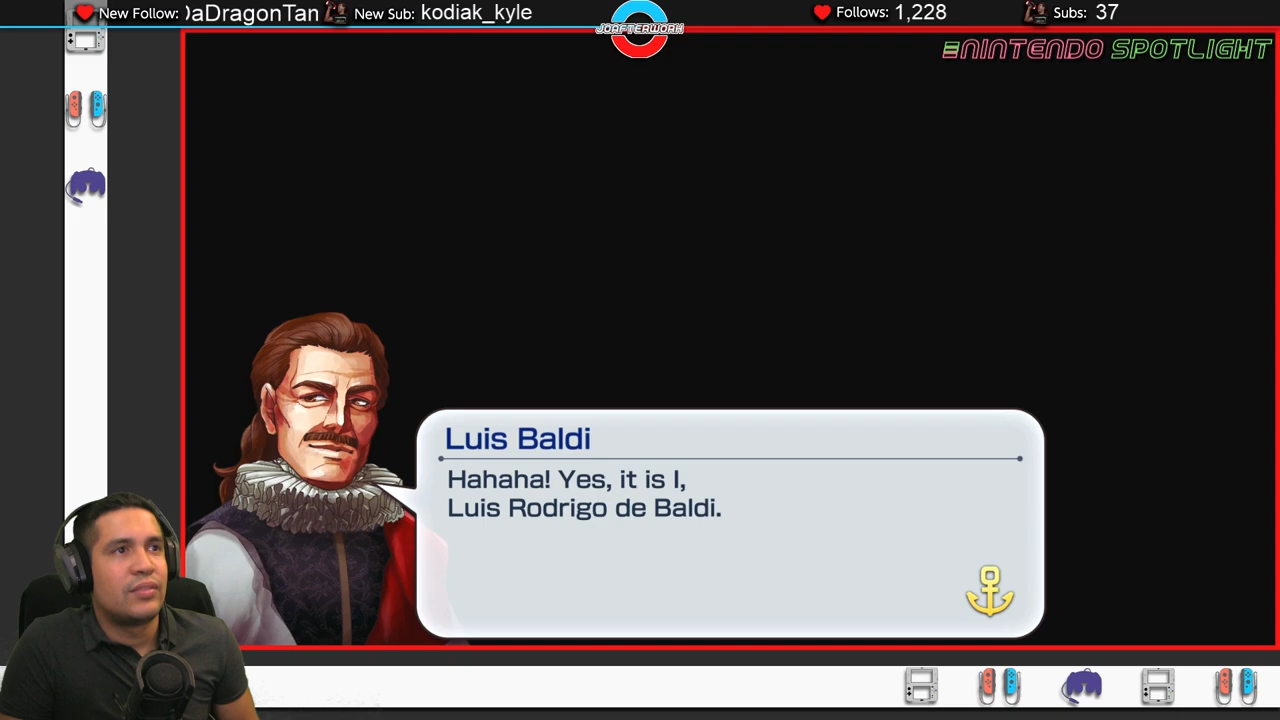 New Follow: DaDragonTan
New Sub: kodiak_kyle
JOAFTERWORK
Follows: 1,228
Subs: 37
NINTENDO SPOTLIGHT
Luis Baldi
Hahaha! Yes, it is I,
Luis Rodrigo de Baldi.